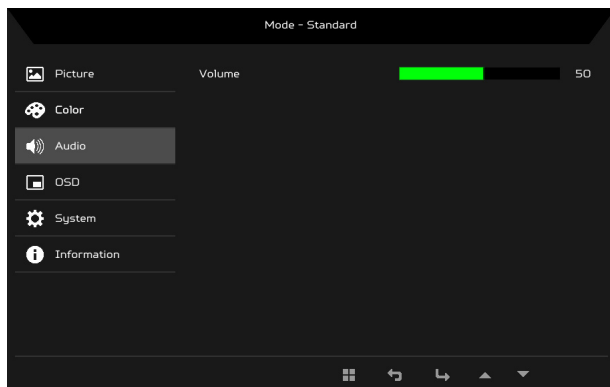 Mode - Standard
Picture
Volume 50
Color
Audio
OSD
System
Information